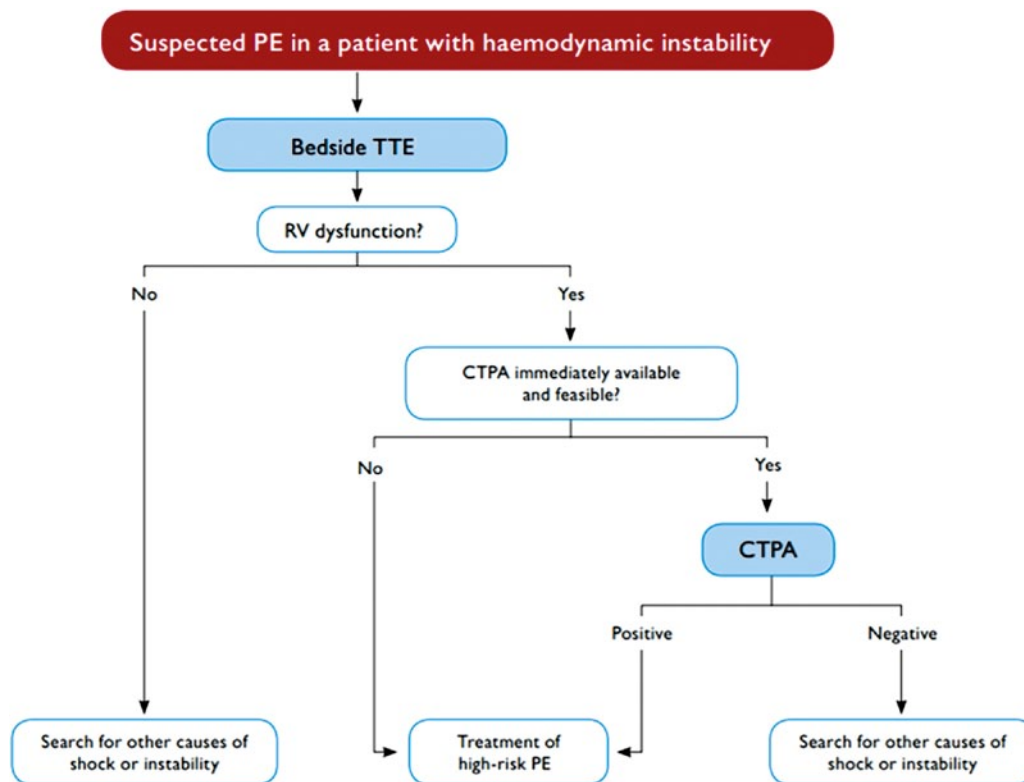 Suspected PE in a patient with haemodynamic instability
Bedside TTE
RV dysfunction?
No
Yes
CTPA immediately available
and feasible?
No
Yes
CTPA
Positive
Negative
Search for other causes of
shock or instability
Treatment of
high-risk PE
Search for other causes of
shock or instability